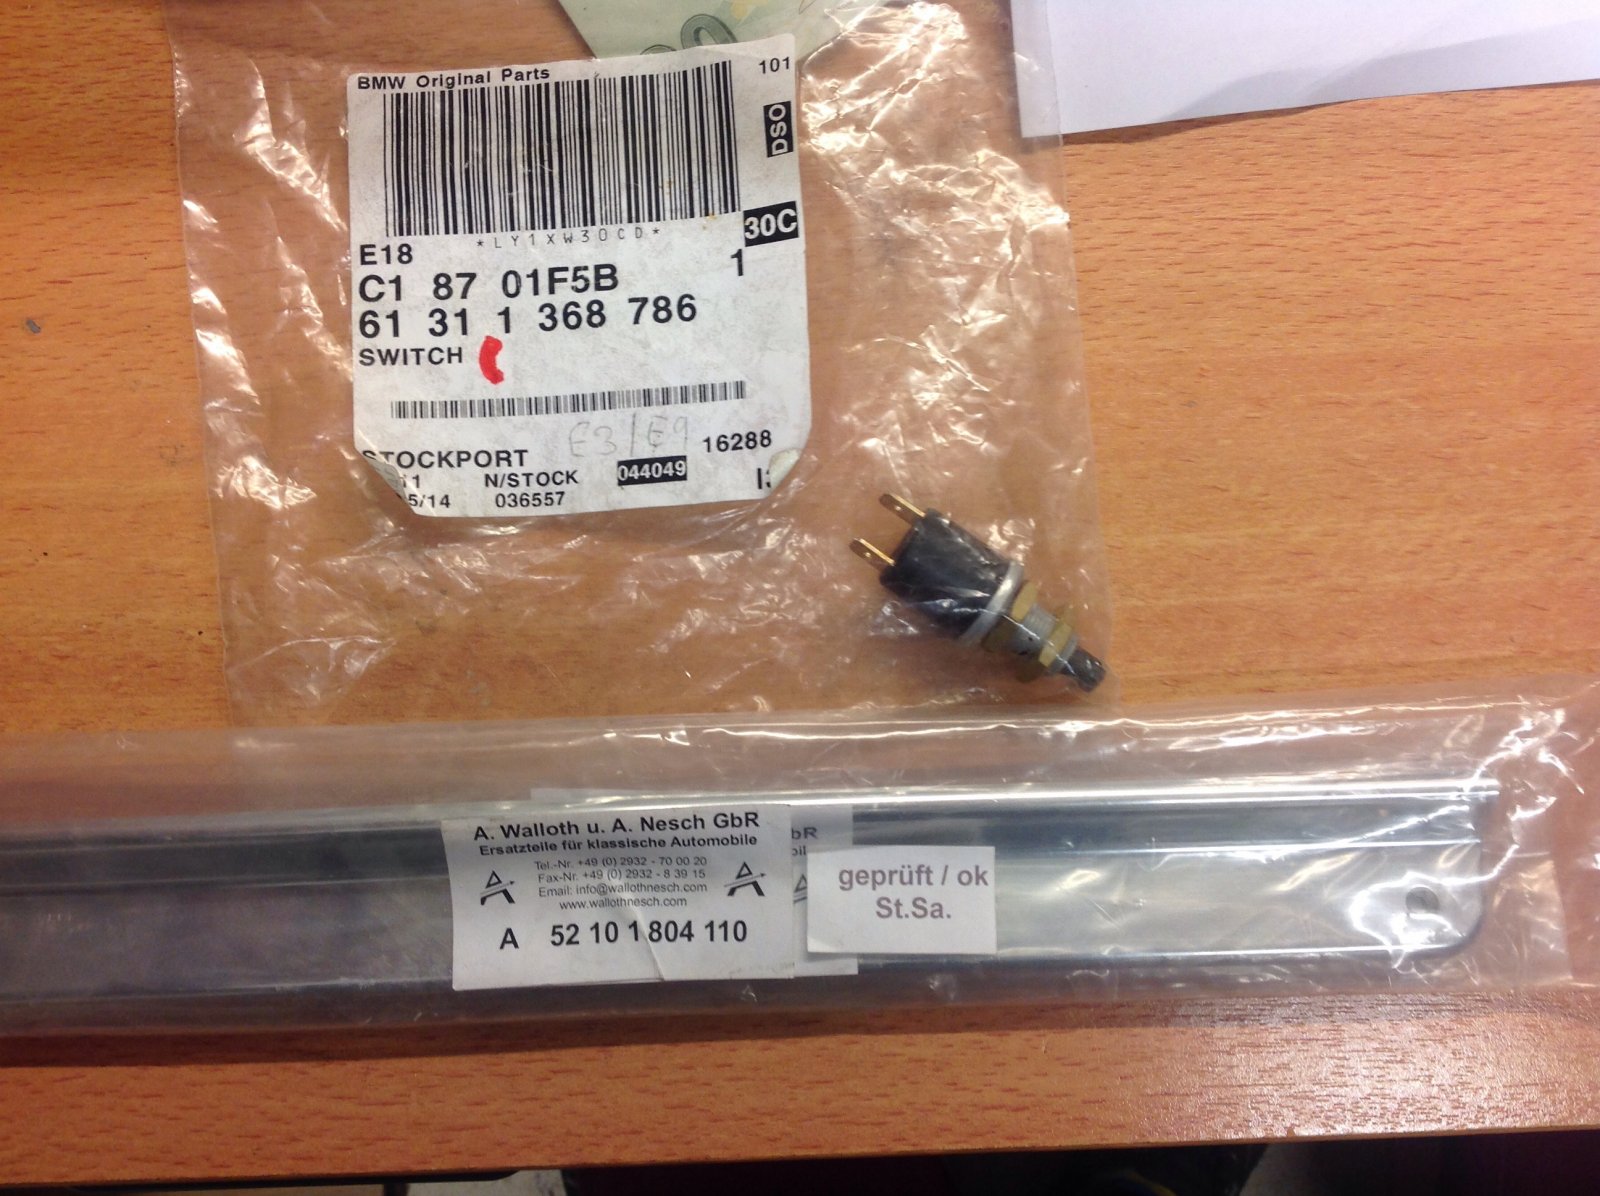 BMW Original Parts
101
DSO
*LY1XW30CD*
30C
E18
C1 87 01F5B
1
61 31 1 368 786
SWITCH
E3/E9
STOCKPORT
16288
11 N/STOCK
044049
5/14 036557
A. Walloth u. A. Nesch GbR
Ersatzteile für klassische Automobile
Tel.-Nr. +49 (0) 2932 - 70 00 20
Fax-Nr. +49 (0) 2932 - 8 39 15
Email: info@wallothnesch.com
www.wallothnesch.com
A 52 10 1 804 110
geprüft / ok
St.Sa.